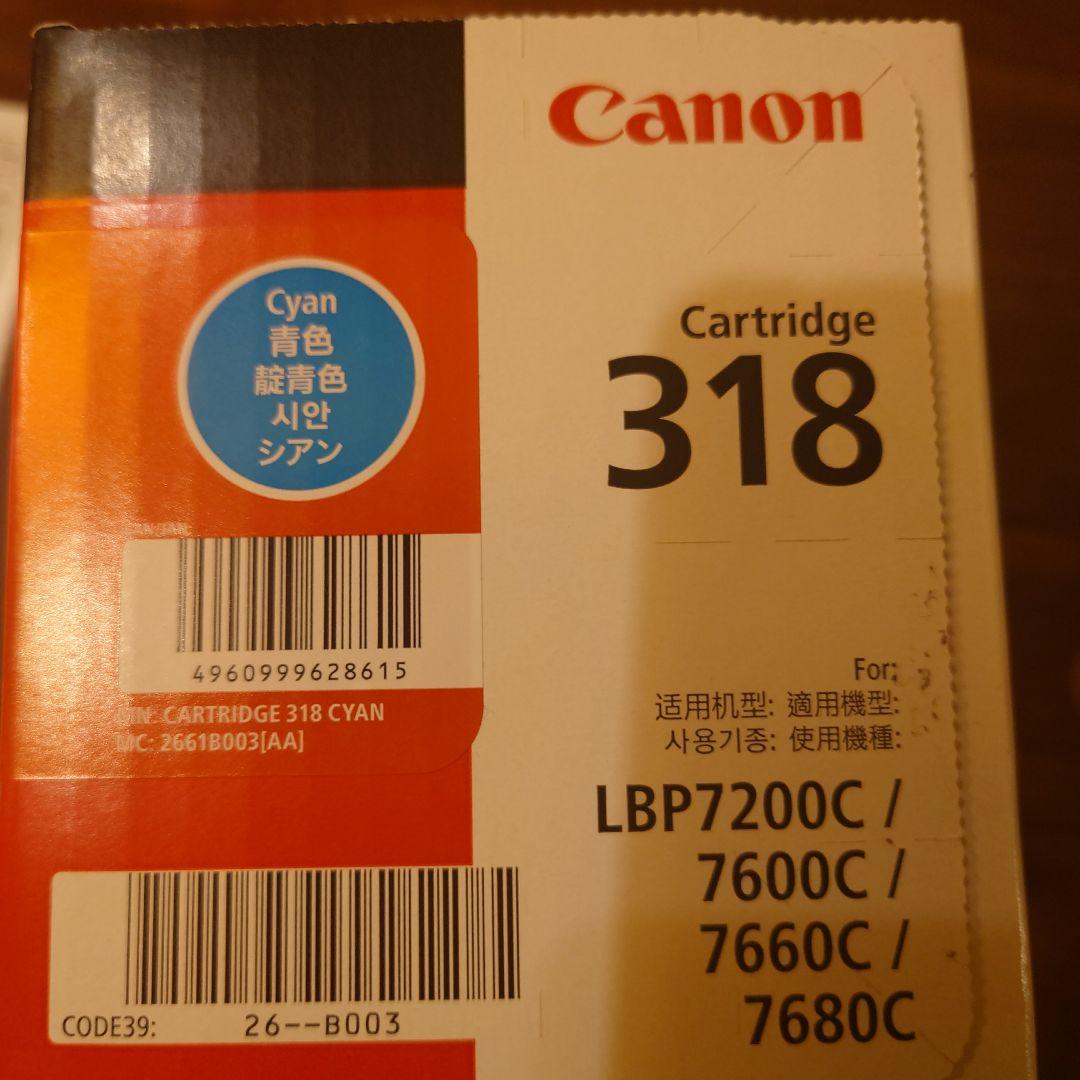 Canon
Cartridge
318
Cyan
青色
靛青色
시안
シアン
4960999628615
CARTRIDGE 318 CYAN
MC: 2661B003[AA]
For:
适用机型: 適用機型:
사용기종: 使用機種:
LBP7200C /
7600C /
7660C /
7680C
CODE39: 26--B003